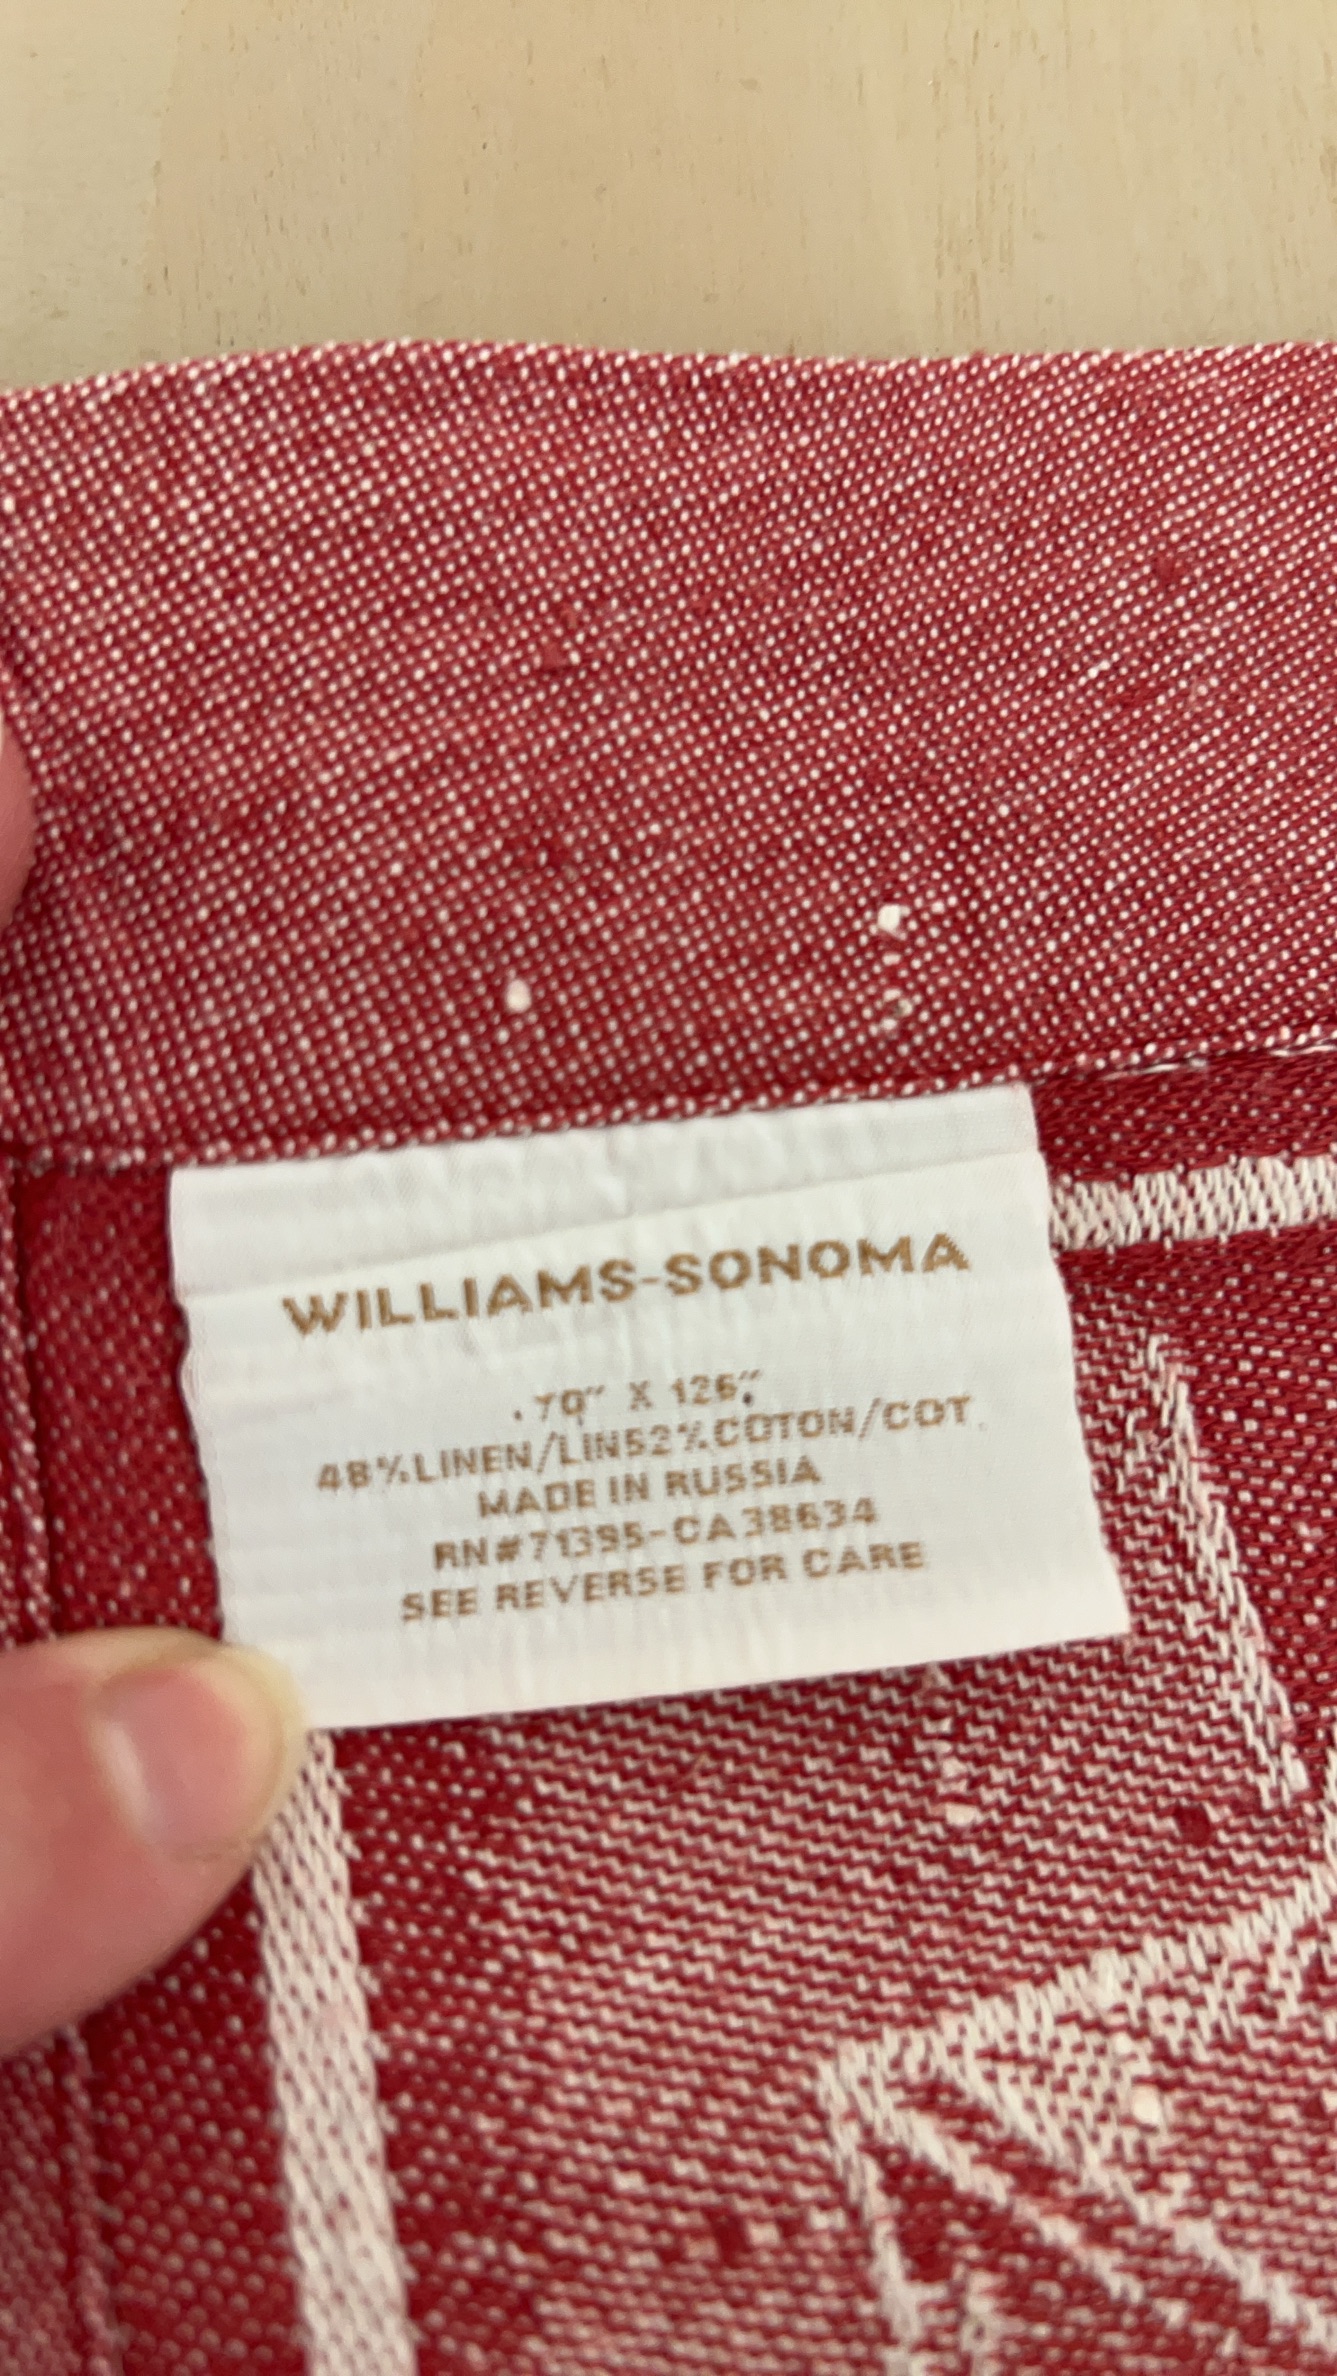 WILLIAMS-SONOMA
70" X 126"
48%LINEN/LIN52%COTON/COT
MADE IN RUSSIA
RN#71395-CA38634
SEE REVERSE FOR CARE